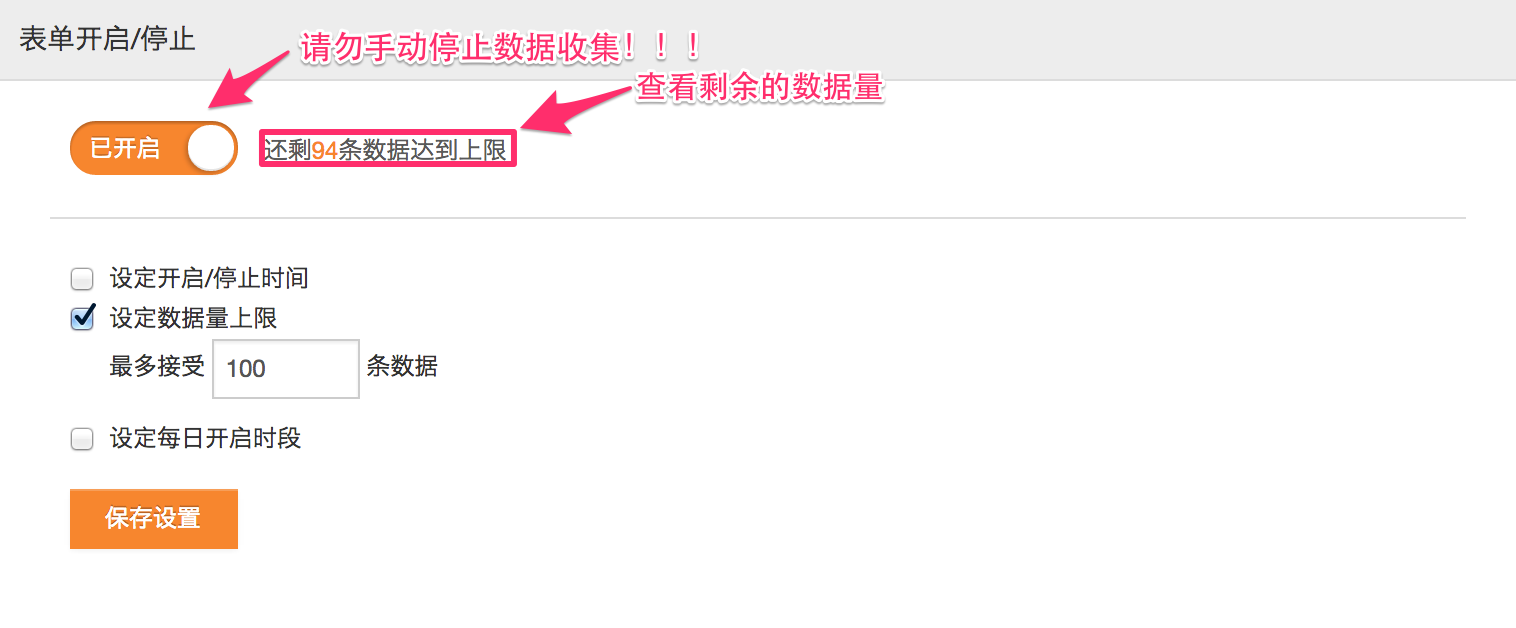 表单开启/停止
请勿手动停止数据收集！！！
查看剩余的数据量
已开启
还剩94条数据达到上限
设定开启/停止时间
设定数据量上限
最多接受 100 条数据
设定每日开启时段
保存设置